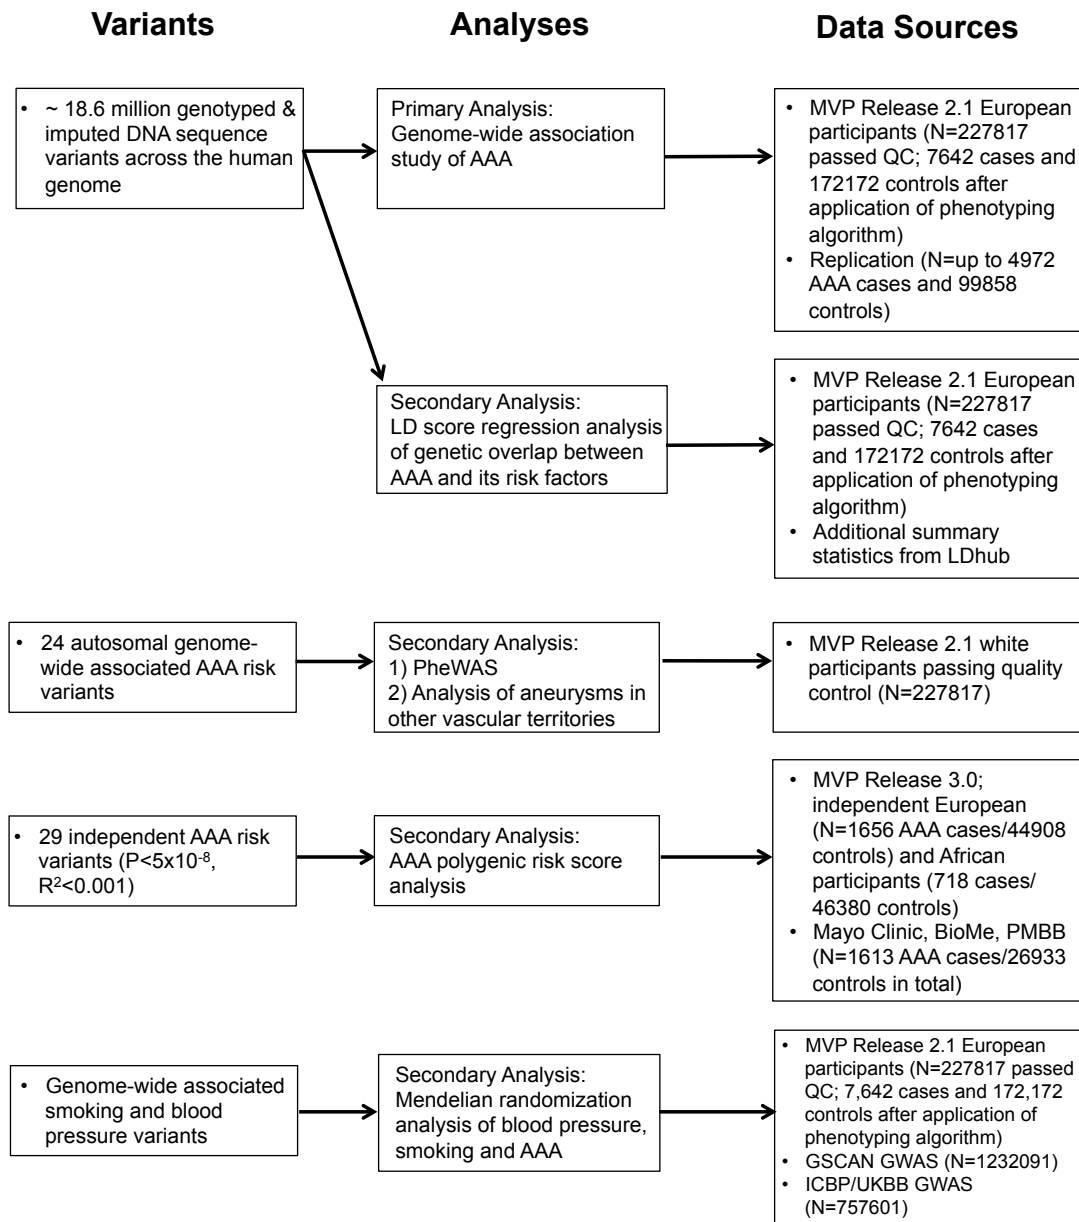 Variants
Analyses
Data Sources
• ~ 18.6 million genotyped &
imputed DNA sequence
variants across the human
genome
Primary Analysis:
Genome-wide association
study of AAA
• MVP Release 2.1 European
participants (N=227817
passed QC; 7642 cases and
172172 controls after
application of phenotyping
algorithm)
• Replication (N=up to 4972
AAA cases and 99858
controls)
Secondary Analysis:
LD score regression analysis
of genetic overlap between
AAA and its risk factors
• MVP Release 2.1 European
participants (N=227817
passed QC; 7642 cases
and 172172 controls after
application of phenotyping
algorithm)
• Additional summary
statistics from LDhub
• 24 autosomal genome-
wide associated AAA risk
variants
Secondary Analysis:
1) PheWAS
2) Analysis of aneurysms in
other vascular territories
• MVP Release 2.1 white
participants passing quality
control (N=227817)
• 29 independent AAA risk
variants (P<5x10⁻⁸,
R²<0.001)
Secondary Analysis:
AAA polygenic risk score
analysis
• MVP Release 3.0;
independent European
(N=1656 AAA cases/44908
controls) and African
participants (718 cases/
46380 controls)
• Mayo Clinic, BioMe, PMBB
(N=1613 AAA cases/26933
controls in total)
• Genome-wide associated
smoking and blood
pressure variants
Secondary Analysis:
Mendelian randomization
analysis of blood pressure,
smoking and AAA
• MVP Release 2.1 European
participants (N=227817 passed
QC; 7,642 cases and 172,172
controls after application of
phenotyping algorithm)
• GSCAN GWAS (N=1232091)
• ICBP/UKBB GWAS
(N=757601)